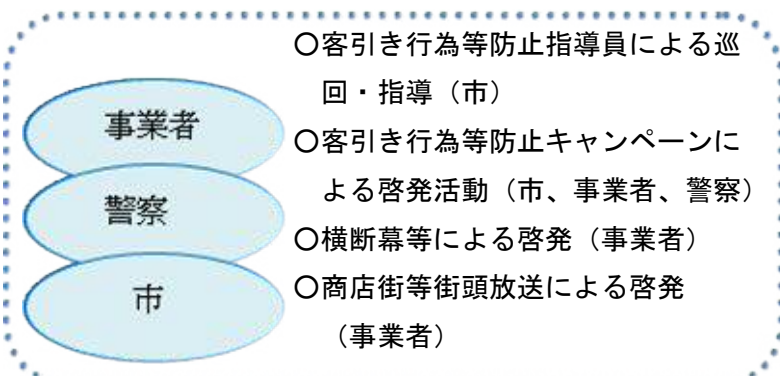 事業者
警察
市
〇客引き行為等防止指導員による巡
回・指導（市）
〇客引き行為等防止キャンペーンに
よる啓発活動（市、事業者、警察）
〇横断幕等による啓発（事業者）
〇商店街等街頭放送による啓発
（事業者）